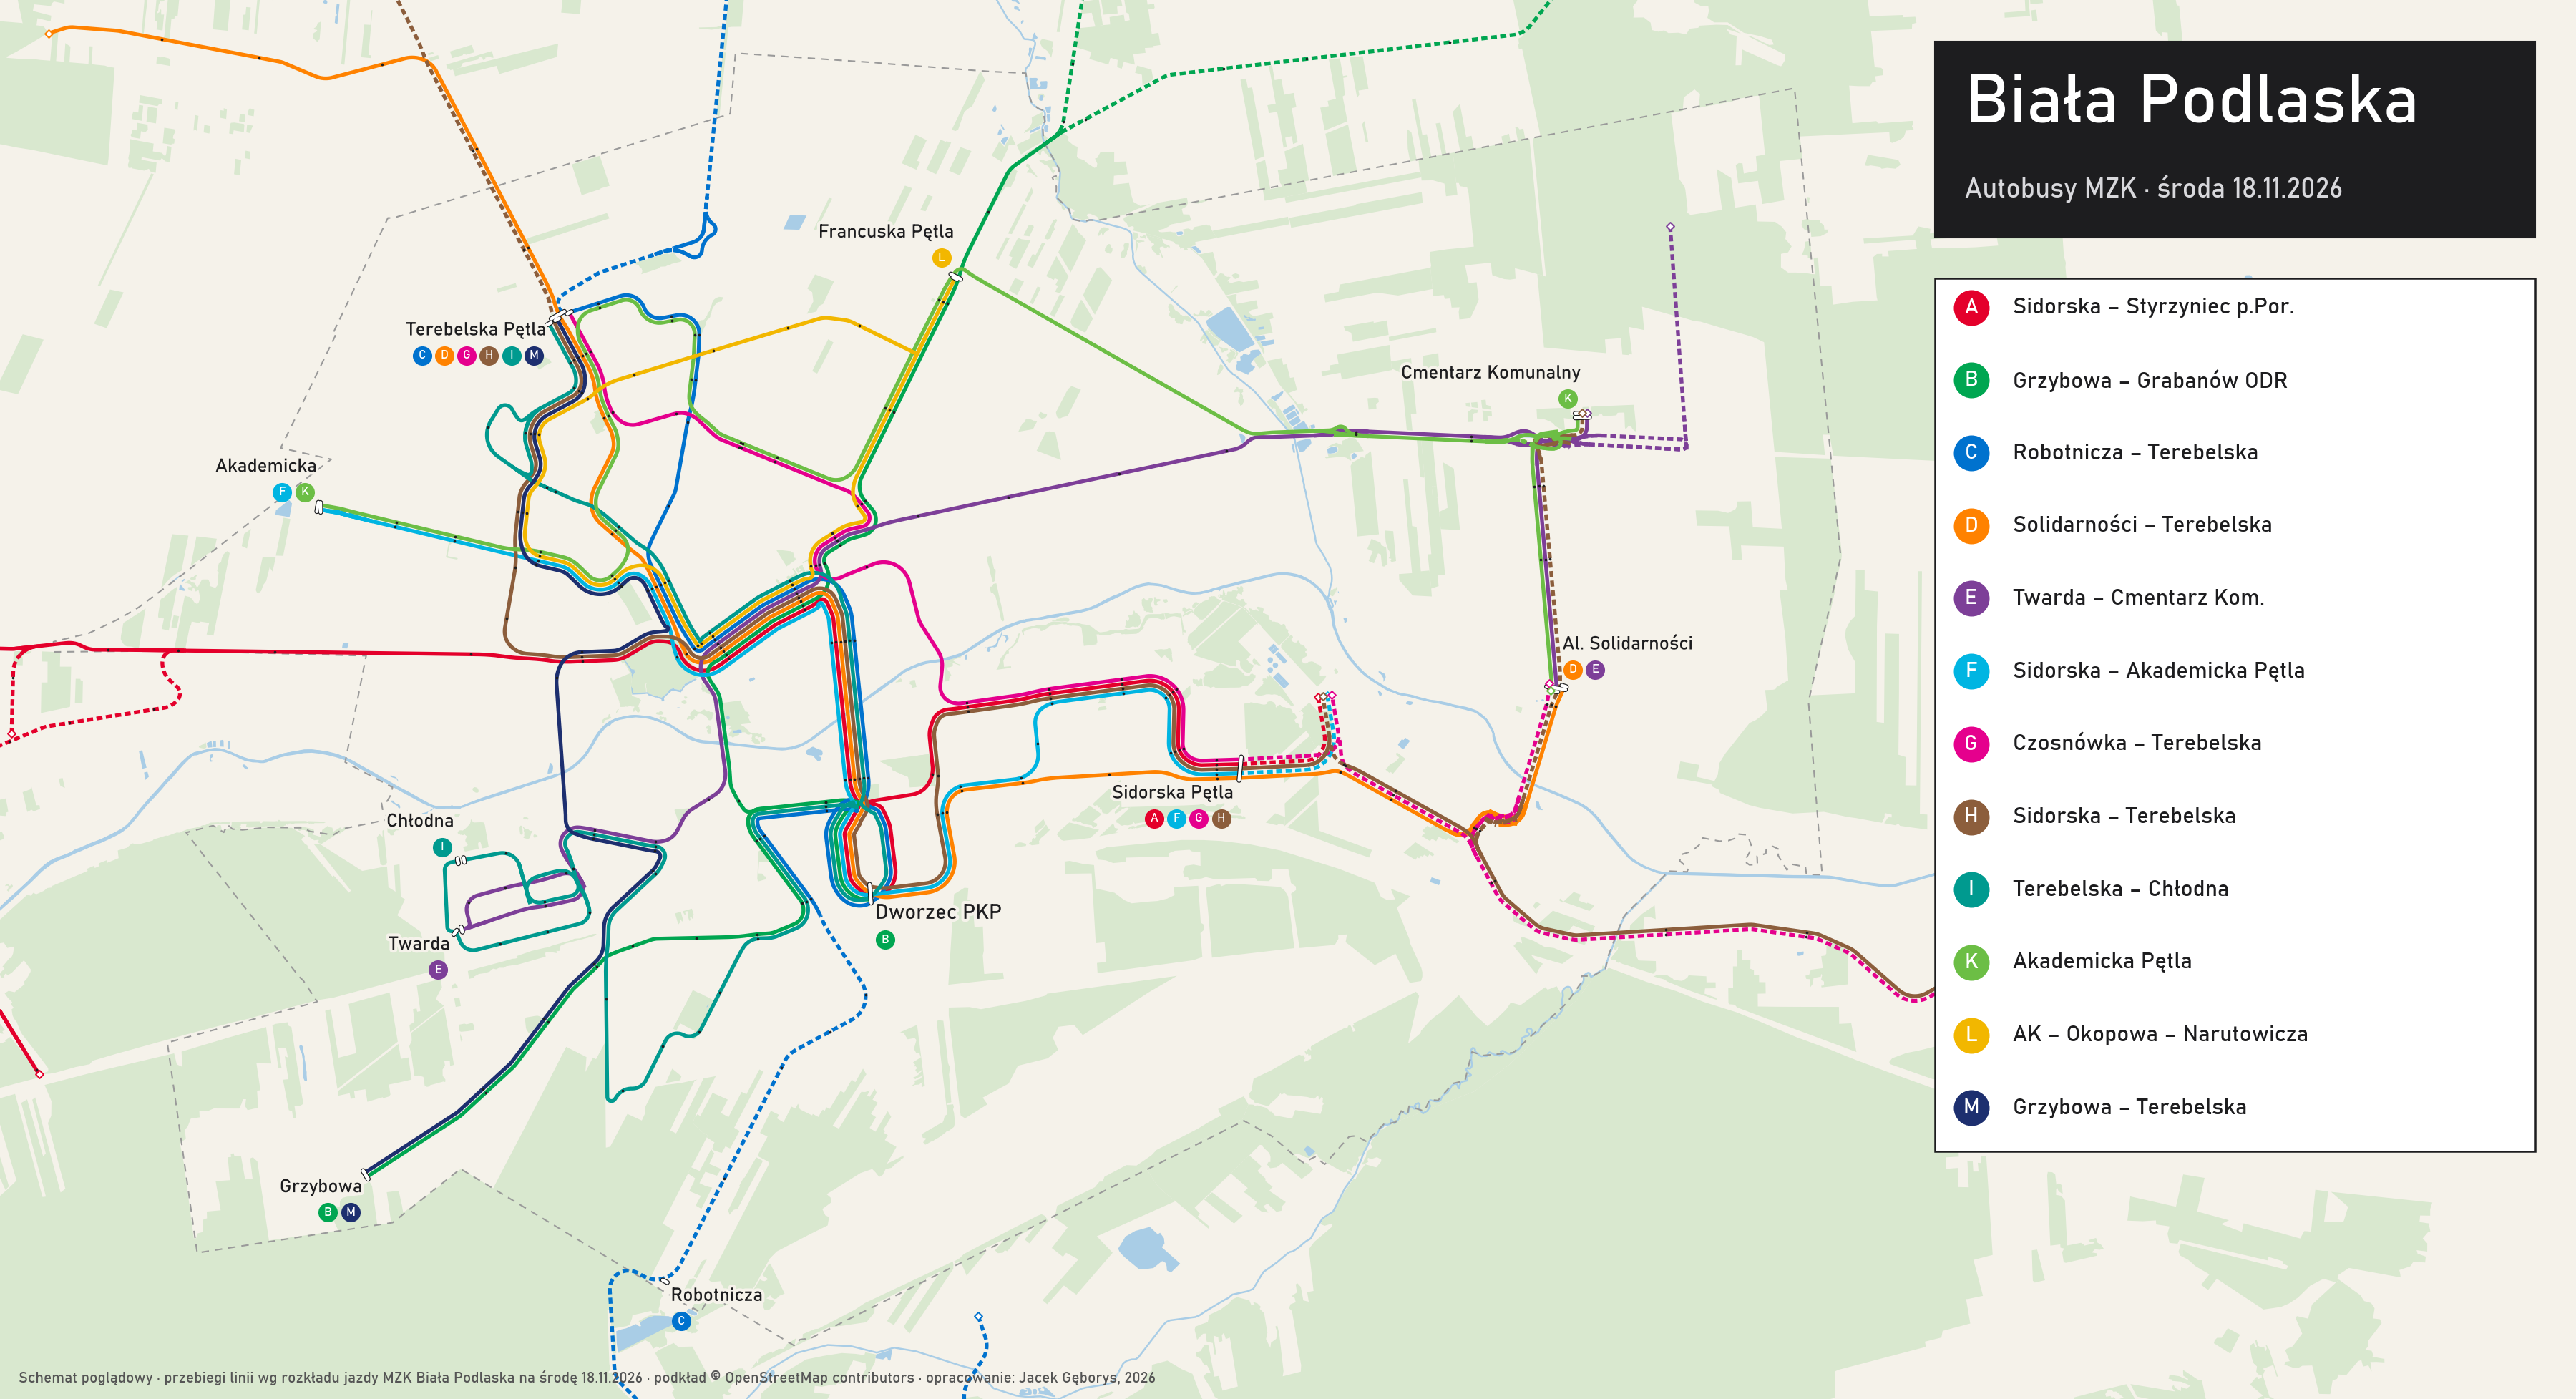 Biała Podlaska
Autobusy MZK · środa 18.11.2026
A Sidorska – Styrzyniec p.Por.
B Grzybowa – Grabanów ODR
C Robotnicza – Terebelska
D Solidarności – Terebelska
E Twarda – Cmentarz Kom.
F Sidorska – Akademicka Pętla
G Czosnówka – Terebelska
H Sidorska – Terebelska
I Terebelska – Chłodna
K Akademicka Pętla
L AK – Okopowa – Narutowicza
M Grzybowa – Terebelska
Francuska Pętla
L
Terebelska Pętla
C D G H I M
Cmentarz Komunalny
K
Akademicka
F K
Al. Solidarności
D E
Sidorska Pętla
A F G H
Chłodna
I
Dworzec PKP
B
Twarda
E
Grzybowa
B M
Robotnicza
C
Schemat poglądowy · przebiegi linii wg rozkładu jazdy MZK Biała Podlaska na środę 18.11.2026 · podkład © OpenStreetMap contributors · opracowanie: Jacek Gęborys, 2026